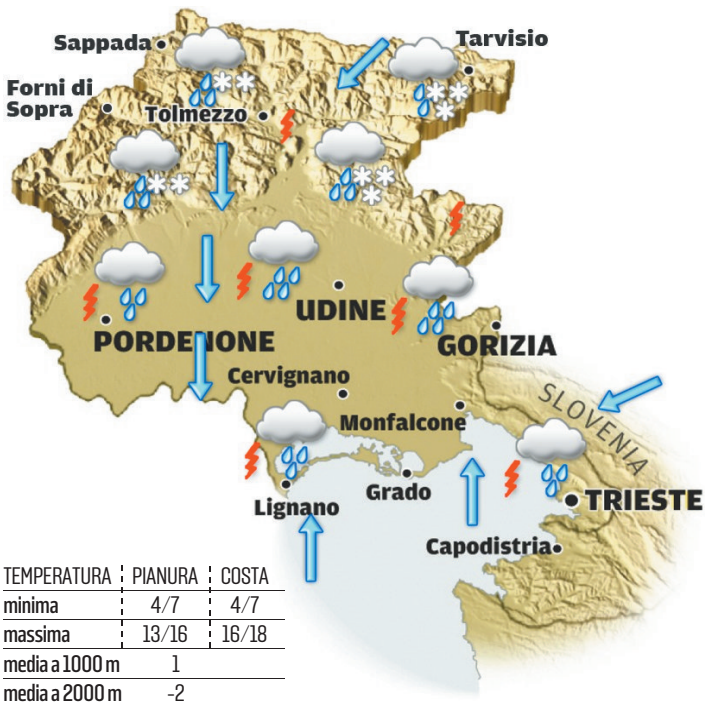 Sappada
Tarvisio
Forni di
Sopra
Tolmezzo
UDINE
PORDENONE
GORIZIA
Cervignano
SLOVENIA
Monfalcone
Grado
Lignano
TRIESTE
Capodistria
TEMPERATURA PIANURA COSTA
minima 4/7 4/7
massima 13/16 16/18
media a 1000 m 1
media a 2000 m -2